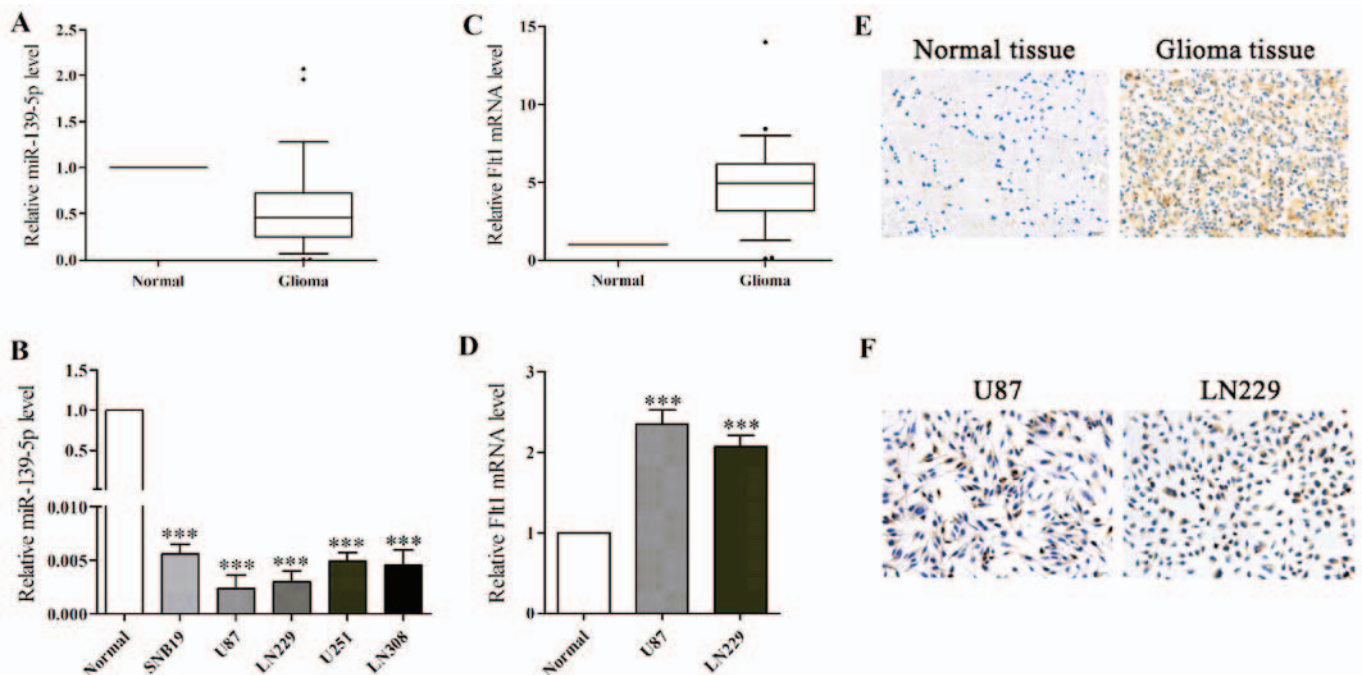 A
Relative miR-139-5p level
2.5
2.0
1.5
1.0
0.5
0.0
Normal
Glioma
C
Relative Flt1 mRNA level
15
10
5
0
Normal
Glioma
E
Normal tissue
Glioma tissue
B
Relative miR-139-5p level
1.5
1.0
0.5
0.010
0.005
0.000
***
***
***
***
***
Normal
SNB19
U87
LN229
U251
LN308
D
Relative Flt1 mRNA level
3
2
1
0
***
***
Normal
U87
LN229
F
U87
LN229